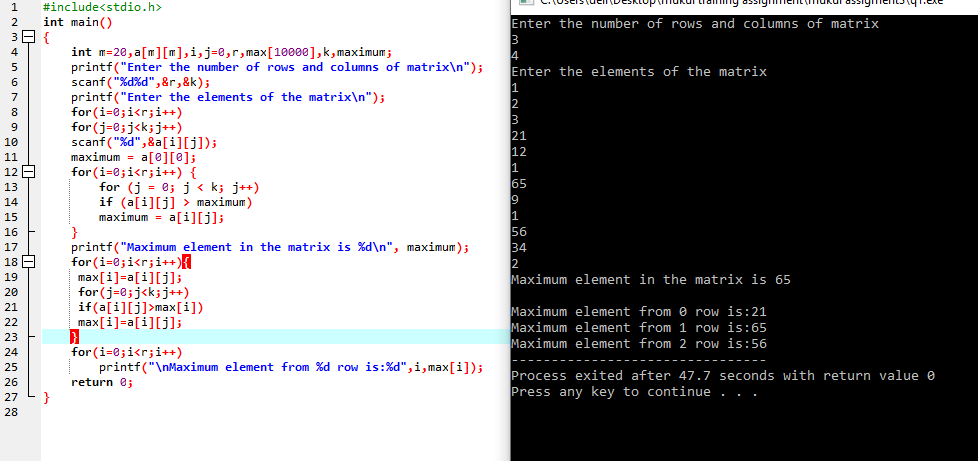 1 #include<stdio.h>
2 int main()
3 {
4 int m=20,a[m][m],i,j=0,r,max[10000],k,maximum;
5 printf("Enter the number of rows and columns of matrix\n");
6 scanf("%d%d",&r,&k);
7 printf("Enter the elements of the matrix\n");
8 for(i=0;i<r;i++)
9 for(j=0;j<k;j++)
10 scanf("%d",&a[i][j]);
11 maximum = a[0][0];
12 for(i=0;i<r;i++) {
13 for (j = 0; j < k; j++)
14 if (a[i][j] > maximum)
15 maximum = a[i][j];
16 }
17 printf("Maximum element in the matrix is %d\n", maximum);
18 for(i=0;i<r;i++){
19 max[i]=a[i][j];
20 for(j=0;j<k;j++)
21 if(a[i][j]>max[i])
22 max[i]=a[i][j];
23 }
24 for(i=0;i<r;i++)
25 printf("\nMaximum element from %d row is:%d",i,max[i]);
26 return 0;
27 }
28
C:\Users\dell\Desktop\mukul training assignment\mukul assigment3\q1.exe
Enter the number of rows and columns of matrix
3
4
Enter the elements of the matrix
1
2
3
21
12
1
65
9
1
56
34
2
Maximum element in the matrix is 65
Maximum element from 0 row is:21
Maximum element from 1 row is:65
Maximum element from 2 row is:56
--------------------------------
Process exited after 47.7 seconds with return value 0
Press any key to continue . . .